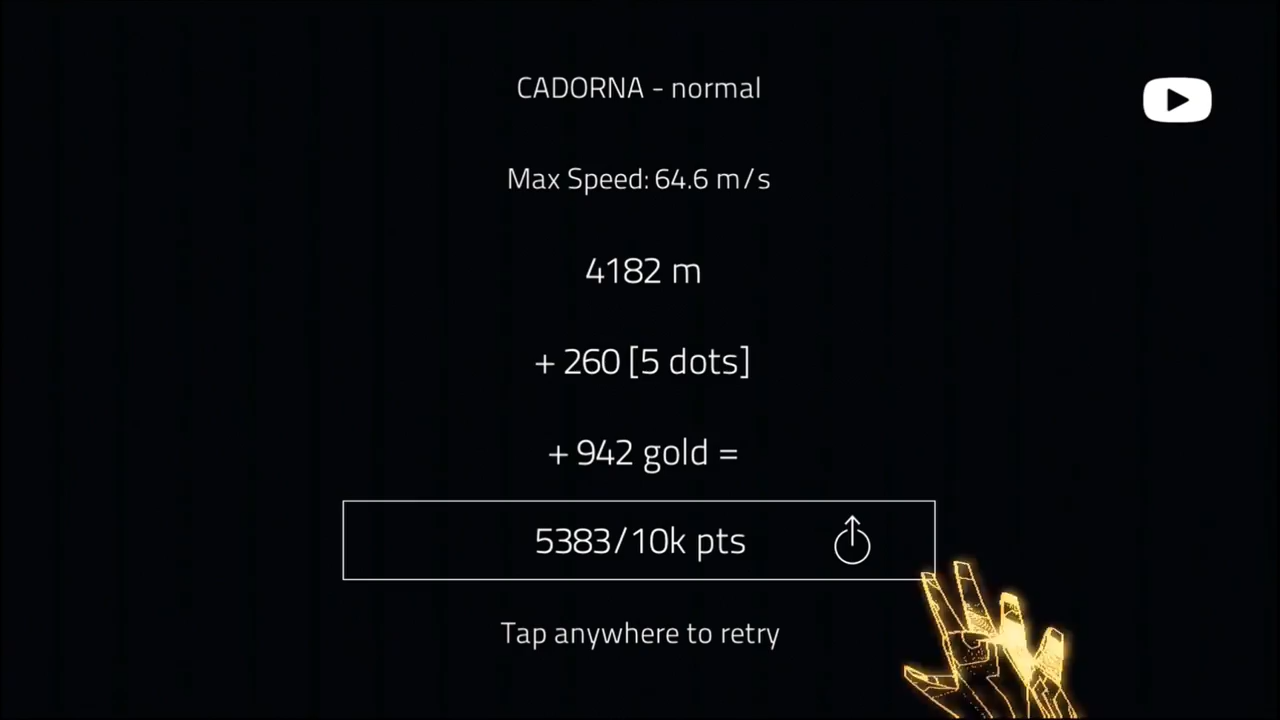 CADORNA - normal
Max Speed: 64.6 m/s
4182 m
+ 260 [5 dots]
+ 942 gold =
5383/10k pts
Tap anywhere to retry